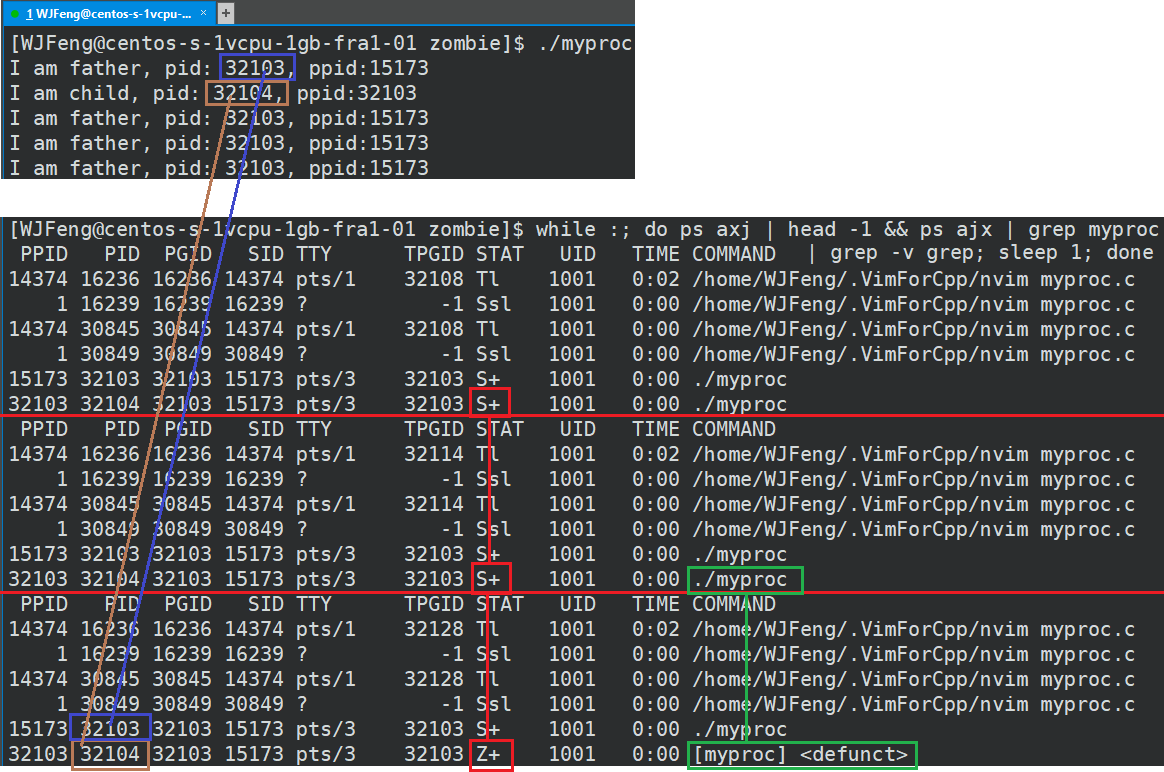 1 WJFeng@centos-s-1vcpu-... × +
[WJFeng@centos-s-1vcpu-1gb-fra1-01 zombie]$ ./myproc
I am father, pid: 32103, ppid:15173
I am child, pid: 32104, ppid:32103
I am father, pid: 32103, ppid:15173
I am father, pid: 32103, ppid:15173
I am father, pid: 32103, ppid:15173
[WJFeng@centos-s-1vcpu-1gb-fra1-01 zombie]$ while :; do ps axj | head -1 && ps ajx | grep myproc
| grep -v grep; sleep 1; done
PPID PID PGID SID TTY TPGID STAT UID TIME COMMAND
14374 16236 16236 14374 pts/1 32108 Tl 1001 0:02 /home/WJFeng/.VimForCpp/nvim myproc.c
1 16239 16239 16239 ? -1 Ssl 1001 0:00 /home/WJFeng/.VimForCpp/nvim myproc.c
14374 30845 30845 14374 pts/1 32108 Tl 1001 0:00 /home/WJFeng/.VimForCpp/nvim myproc.c
1 30849 30849 30849 ? -1 Ssl 1001 0:00 /home/WJFeng/.VimForCpp/nvim myproc.c
15173 32103 32103 15173 pts/3 32103 S+ 1001 0:00 ./myproc
32103 32104 32103 15173 pts/3 32103 S+ 1001 0:00 ./myproc
PPID PID PGID SID TTY TPGID STAT UID TIME COMMAND
14374 16236 16236 14374 pts/1 32114 Tl 1001 0:02 /home/WJFeng/.VimForCpp/nvim myproc.c
1 16239 16239 16239 ? -1 Ssl 1001 0:00 /home/WJFeng/.VimForCpp/nvim myproc.c
14374 30845 30845 14374 pts/1 32114 Tl 1001 0:00 /home/WJFeng/.VimForCpp/nvim myproc.c
1 30849 30849 30849 ? -1 Ssl 1001 0:00 /home/WJFeng/.VimForCpp/nvim myproc.c
15173 32103 32103 15173 pts/3 32103 S+ 1001 0:00 ./myproc
32103 32104 32103 15173 pts/3 32103 S+ 1001 0:00 ./myproc
PPID PID PGID SID TTY TPGID STAT UID TIME COMMAND
14374 16236 16236 14374 pts/1 32128 Tl 1001 0:02 /home/WJFeng/.VimForCpp/nvim myproc.c
1 16239 16239 16239 ? -1 Ssl 1001 0:00 /home/WJFeng/.VimForCpp/nvim myproc.c
14374 30845 30845 14374 pts/1 32128 Tl 1001 0:00 /home/WJFeng/.VimForCpp/nvim myproc.c
1 30849 30849 30849 ? -1 Ssl 1001 0:00 /home/WJFeng/.VimForCpp/nvim myproc.c
15173 32103 32103 15173 pts/3 32103 S+ 1001 0:00 ./myproc
32103 32104 32103 15173 pts/3 32103 Z+ 1001 0:00 [myproc] <defunct>